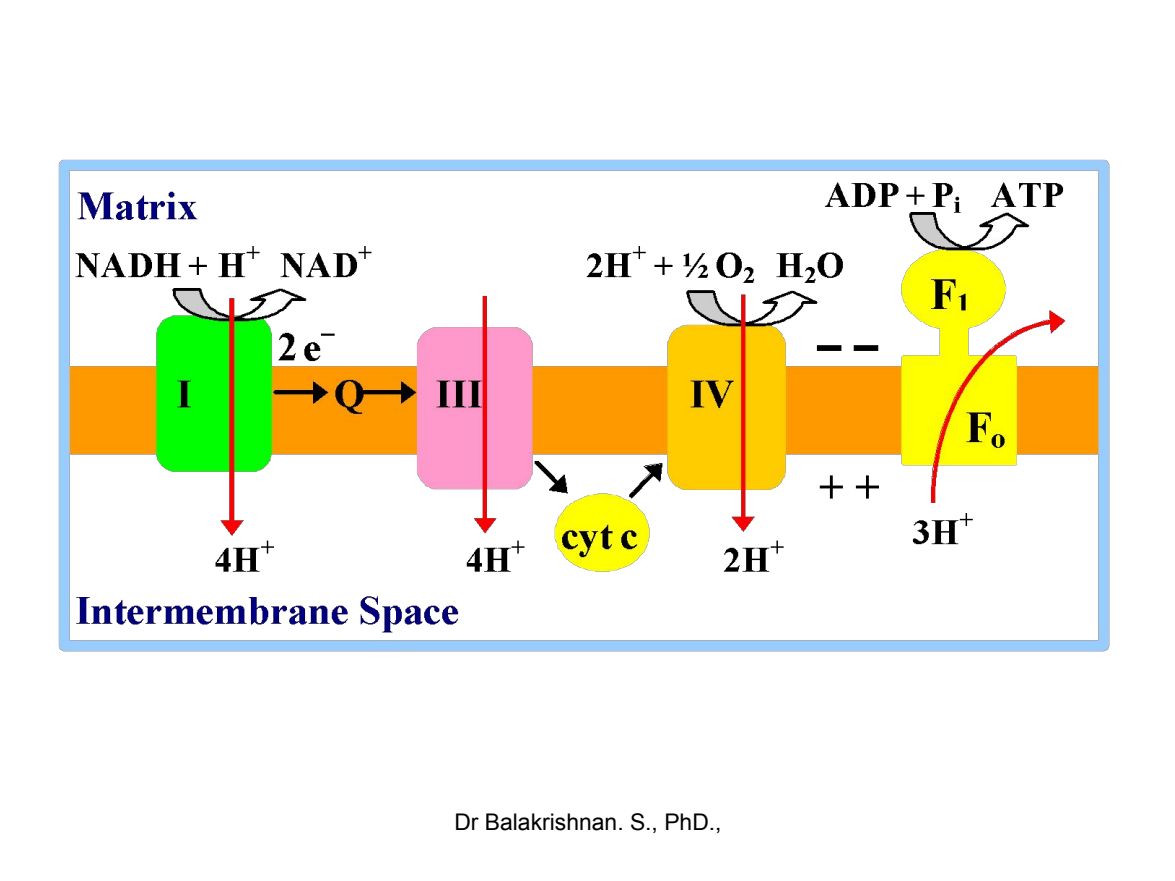 Matrix
ADP + Pi ATP
NADH + H+ NAD+
2H+ + ½ O2 H2O
F1
2 e–
– –
I
Q
III
IV
Fo
+ +
cyt c
3H+
4H+
4H+
2H+
Intermembrane Space
Dr Balakrishnan. S., PhD.,